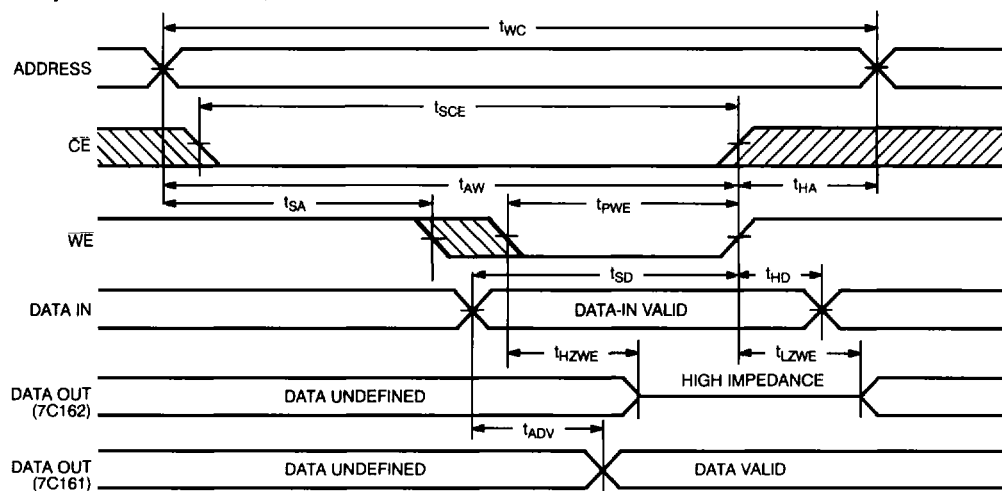 tWC
ADDRESS
tSCE
CE
tAW
tHA
tSA
tPWE
WE
tSD
tHD
DATA IN
DATA-IN VALID
tHZWE
tLZWE
HIGH IMPEDANCE
DATA OUT
(7C162)
DATA UNDEFINED
tADV
DATA OUT
(7C161)
DATA UNDEFINED
DATA VALID